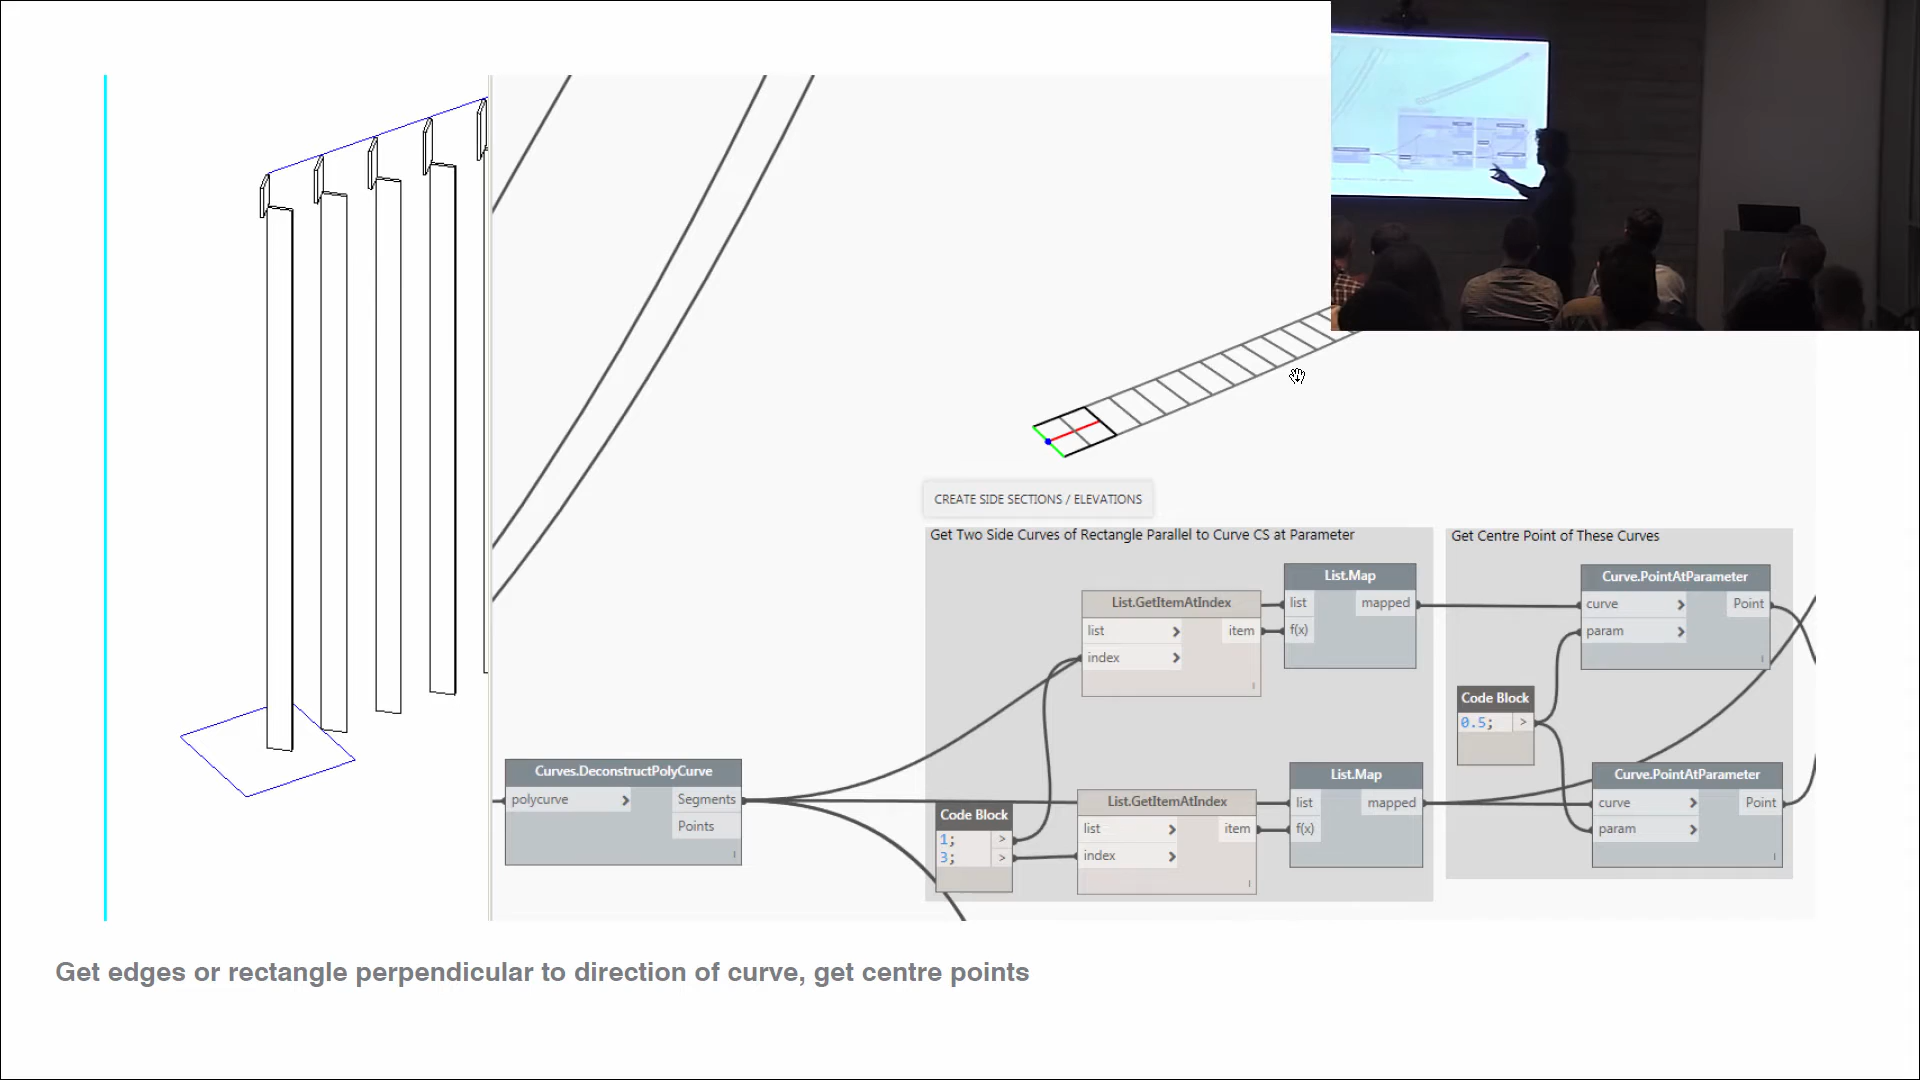 CREATE SIDE SECTIONS / ELEVATIONS
Get Two Side Curves of Rectangle Parallel to Curve CS at Parameter
List.GetItemAtIndex
list >
index >
item
l
List.Map
list
f(x)
mapped
Get Centre Point of These Curves
Curve.PointAtParameter
curve >
param >
Point
l
Code Block
0.5; >
Curves.DeconstructPolyCurve
polycurve >
Segments
Points
l
Code Block
1; >
3; >
List.GetItemAtIndex
list >
index >
item
l
List.Map
list
f(x)
mapped
Curve.PointAtParameter
curve >
param >
Point
l
Get edges or rectangle perpendicular to direction of curve, get centre points